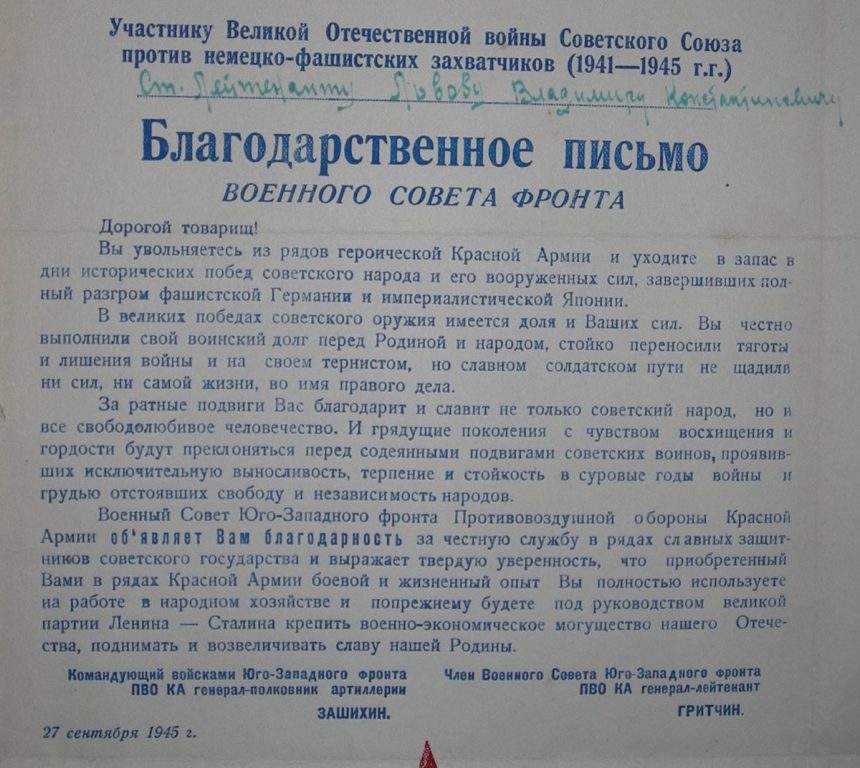 Участнику Великой Отечественной войны Советского Союза
против немецко-фашистских захватчиков (1941—1945 г.г.)
Ст. Лейтенанту Львову Владимиру Константиновичу
Благодарственное письмо
ВОЕННОГО СОВЕТА ФРОНТА
Дорогой товарищ!
Вы увольняетесь из рядов героической Красной Армии и уходите в запас в
дни исторических побед советского народа и его вооруженных сил, завершивших пол-
ный разгром фашистской Германии и империалистической Японии.
В великих победах советского оружия имеется доля и Ваших сил. Вы честно
выполнили свой воинский долг перед Родиной и народом, стойко переносили тяготы
и лишения войны и на своем тернистом, но славном солдатском пути не щадили
ни сил, ни самой жизни, во имя правого дела.
За ратные подвиги Вас благодарит и славит не только советский народ, но и
все свободолюбивое человечество. И грядущие поколения с чувством восхищения и
гордости будут преклоняться перед содеянными подвигами советских воинов, проявив-
ших исключительную выносливость, терпение и стойкость в суровые годы войны и
грудью отстоявших свободу и независимость народов.
Военный Совет Юго-Западного фронта Противовоздушной обороны Красной
Армии об'являет Вам благодарность за честную службу в рядах славных защит-
ников советского государства и выражает твердую уверенность, что приобретенный
Вами в рядах Красной Армии боевой и жизненный опыт Вы полностью используете
на работе в народном хозяйстве и попрежнему будете под руководством великой
партии Ленина — Сталина крепить военно-экономическое могущество нашего Отече-
ства, поднимать и возвеличивать славу нашей Родины.
Командующий войсками Юго-Западного фронта
ПВО КА генерал-полковник артиллерии
ЗАШИХИН.
Член Военного Совета Юго-Западного фронта
ПВО КА генерал-лейтенант
ГРИТЧИН.
27 сентября 1945 г.